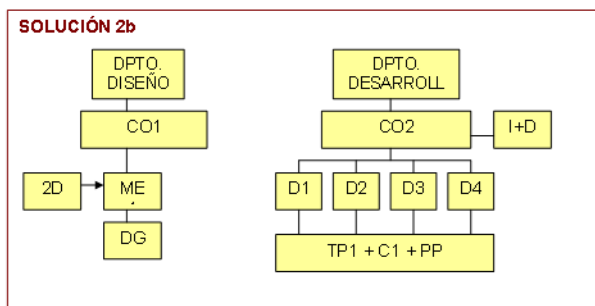 SOLUCIÓN 2b
DPTO.
DISEÑO
CO1
2D
ME
DG
DPTO.
DESARROLL
CO2
I+D
D1
D2
D3
D4
TP1 + C1 + PP